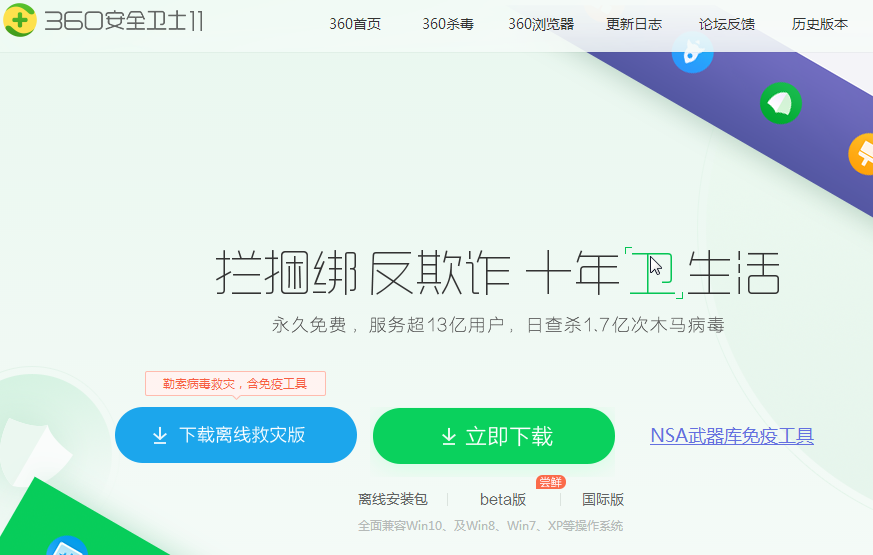 360安全卫士11
360首页 360杀毒 360浏览器 更新日志 论坛反馈 历史版本
拦捆绑 反欺诈 十年卫生活
永久免费，服务超13亿用户，日查杀1.7亿次木马病毒
勒索病毒救灾，含免疫工具
下载离线救灾版 立即下载 NSA武器库免疫工具
尝鲜
离线安装包 beta版 国际版
全面兼容Win10、及Win8、Win7、XP等操作系统